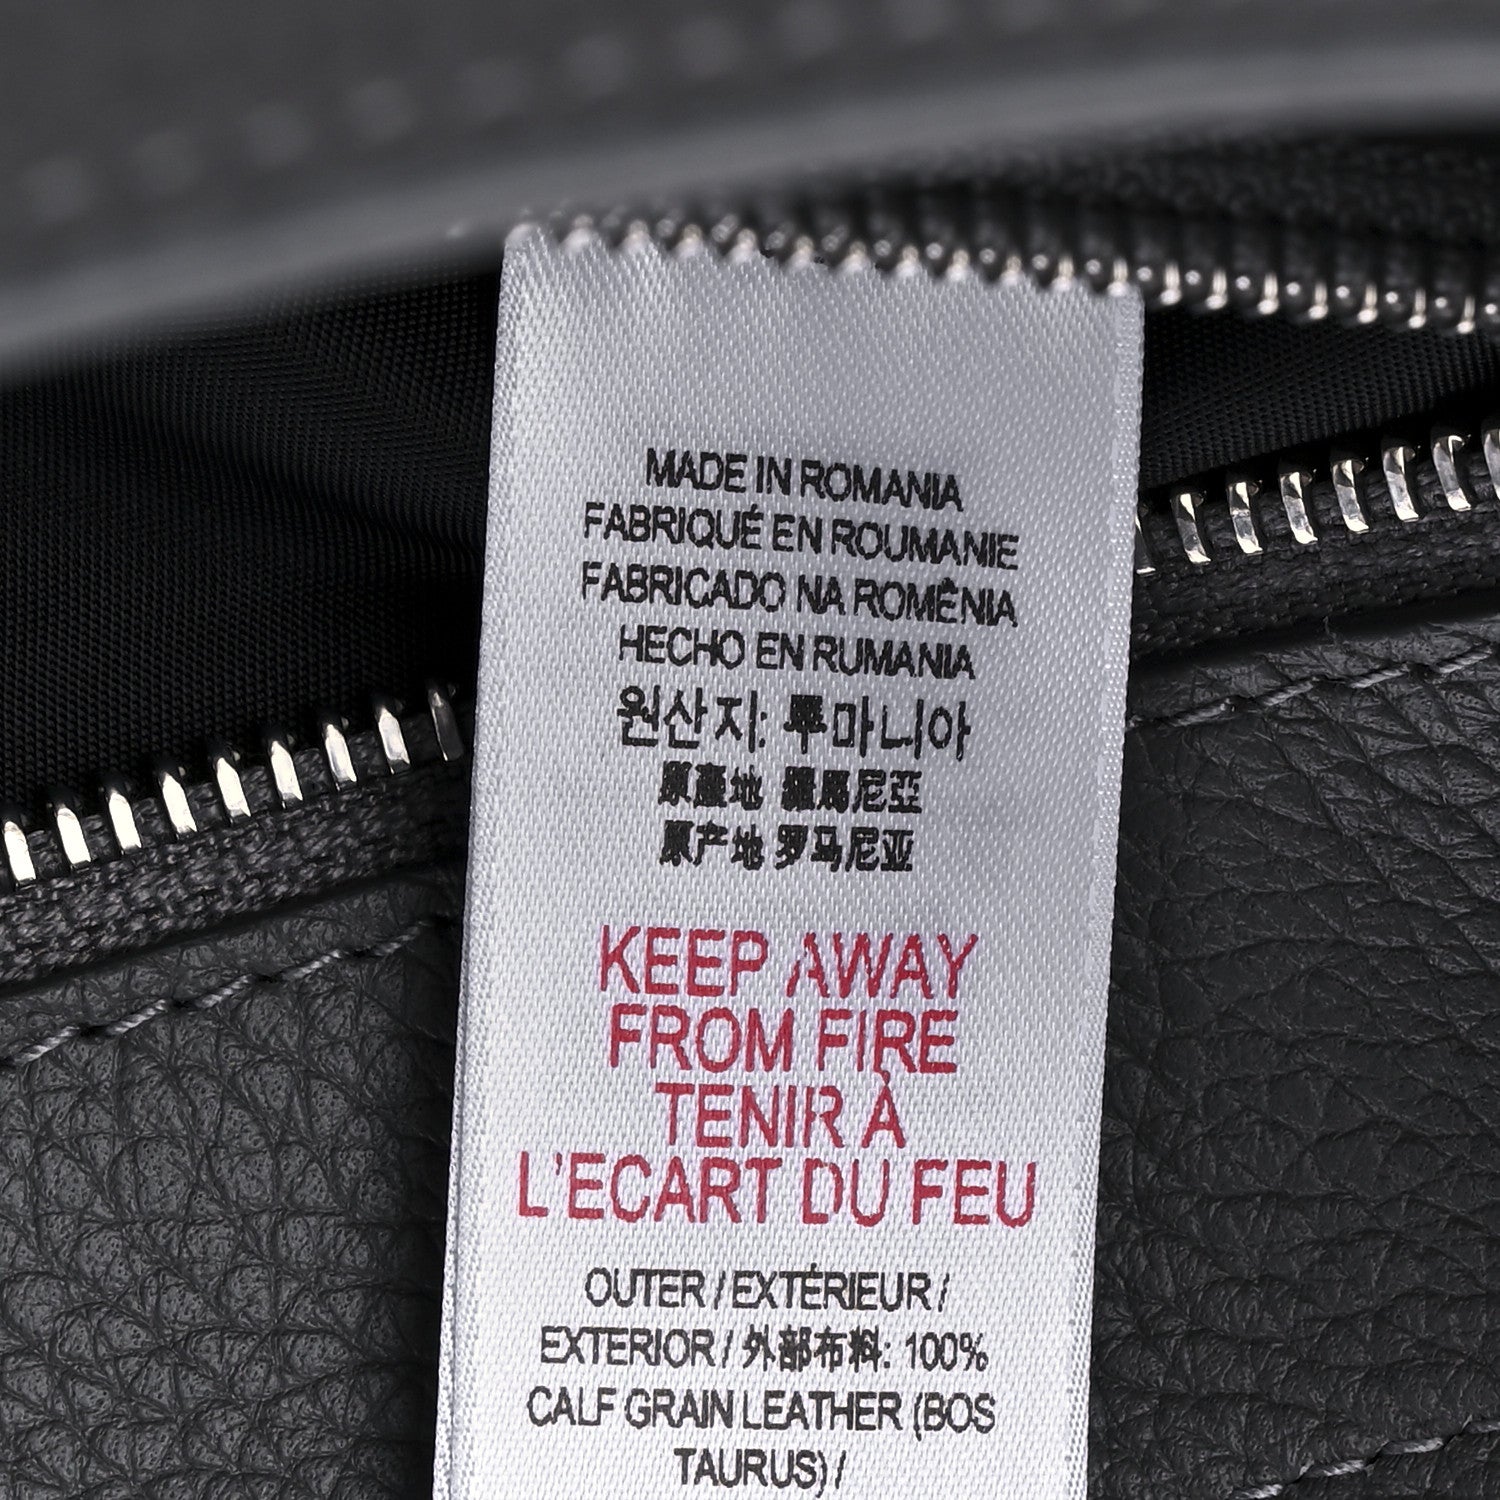 MADE IN ROMANIA
FABRIQUÉ EN ROUMANIE
FABRICADO NA ROMÊNIA
HECHO EN RUMANIA
원산지: 루마니아
原產地 羅馬尼亞
原产地 罗马尼亚
KEEP AWAY
FROM FIRE
TENIR À
L'ECART DU FEU
OUTER / EXTÉRIEUR /
EXTERIOR / 外部布料: 100%
CALF GRAIN LEATHER (BOS
TAURUS) /